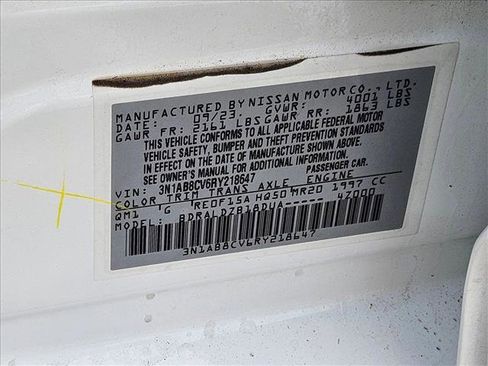 MANUFACTURED BY NISSAN MOTOR CO., LTD.
DATE: 09/23, GVWR: 4001 LBS
GAWR FR: 2161 LBS GAWR RR: 1863 LBS
THIS VEHICLE CONFORMS TO ALL APPLICABLE FEDERAL MOTOR
VEHICLE SAFETY, BUMPER AND THEFT PREVENTION STANDARDS
IN EFFECT ON THE DATE OF MANUFACTURE SHOWN ABOVE.
SEE OWNER'S MANUAL FOR ADDITIONAL INFORMATION.
VIN: 3N1AB8CV6RY218647 PASSENGER CAR.
COLOR TRIM TRANS AXLE ENGINE
QM1 G RE0F15A HQ50 MR20 1997 CC
MODEL: BDRALDZB18DUA----- 47000
3N1AB8CV6RY218647